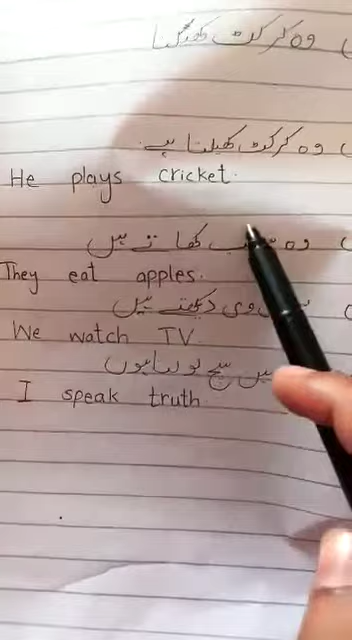 وہ کرکٹ
وہ کرکٹ کھیلتا ہے
He plays cricket.
وہ کھاتے ہیں
They eat apples.
وی دیکھتے ہیں
We watch TV
میں سچ بولتا ہوں
I speak truth